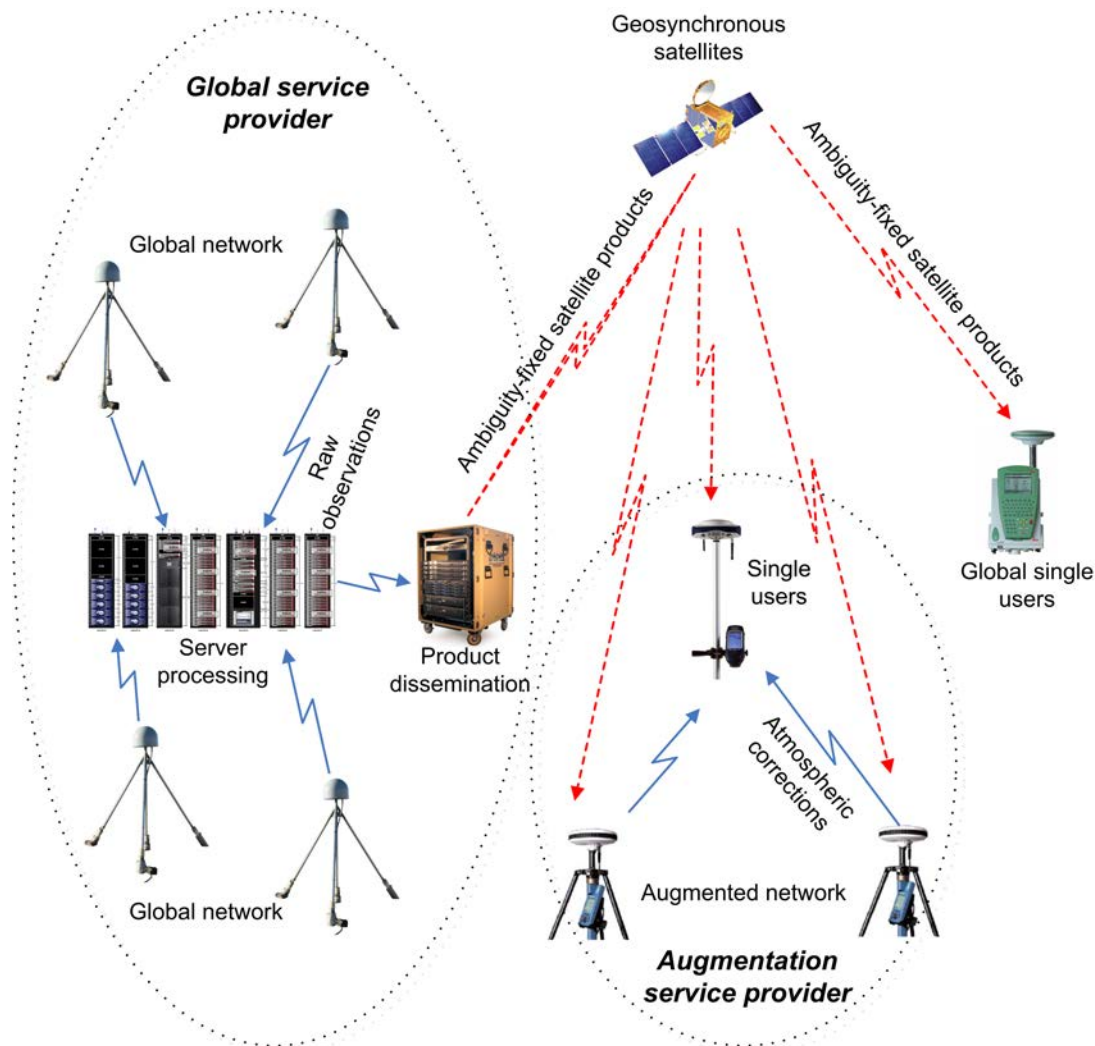 Geosynchronous
satellites
Global service
provider
Global network
Ambiguity-fixed satellite products
Ambiguity-fixed satellite products
Raw
observations
Server
processing
Product
dissemination
Single
users
Global single
users
Atmospheric
corrections
Global network
Augmented network
Augmentation
service provider